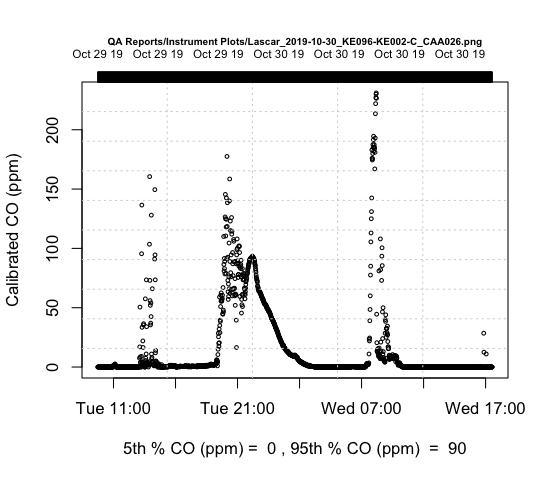 QA Reports/Instrument Plots/Lascar_2019-10-30_KE096-KE002-C_CAA026.png
Oct 29 19 Oct 29 19 Oct 29 19 Oct 30 19 Oct 30 19 Oct 30 19 Oct 30 19
Calibrated CO (ppm)
200
150
100
50
0
Tue 11:00 Tue 21:00 Wed 07:00 Wed 17:00
5th % CO (ppm) = 0 , 95th % CO (ppm) = 90